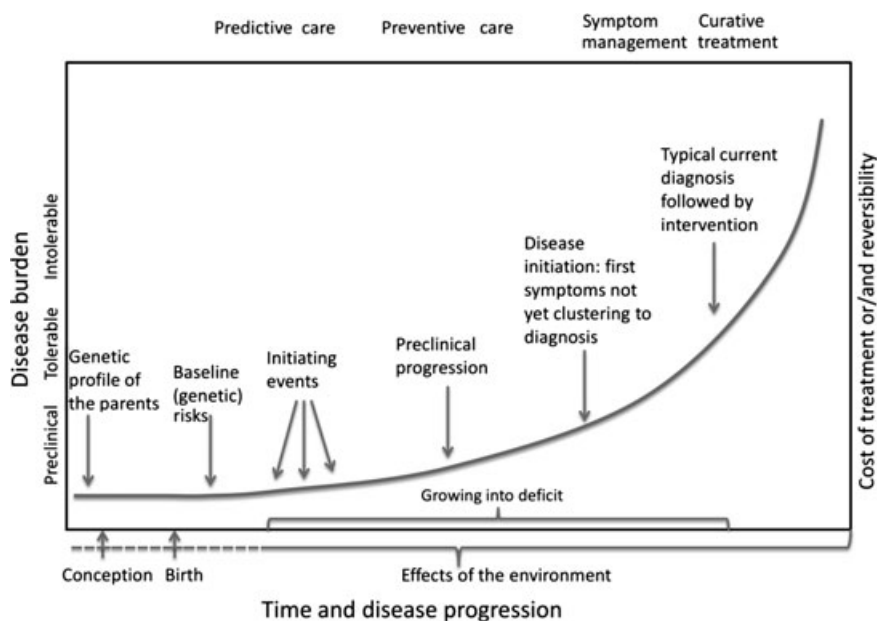 Predictive care
Preventive care
Symptom
management
Curative
treatment
Disease burden
Preclinical
Tolerable
Intolerable
Genetic
profile of
the parents
Baseline
(genetic)
risks
Initiating
events
Preclinical
progression
Disease
initiation: first
symptoms not
yet clustering to
diagnosis
Typical current
diagnosis
followed by
intervention
Cost of treatment or/and reversibility
Growing into deficit
Conception
Birth
Effects of the environment
Time and disease progression